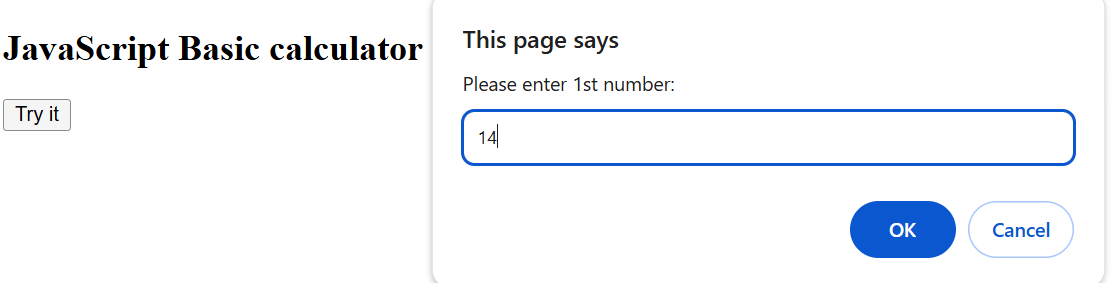 JavaScript Basic calculator
Try it
This page says
Please enter 1st number:
14
OK
Cancel